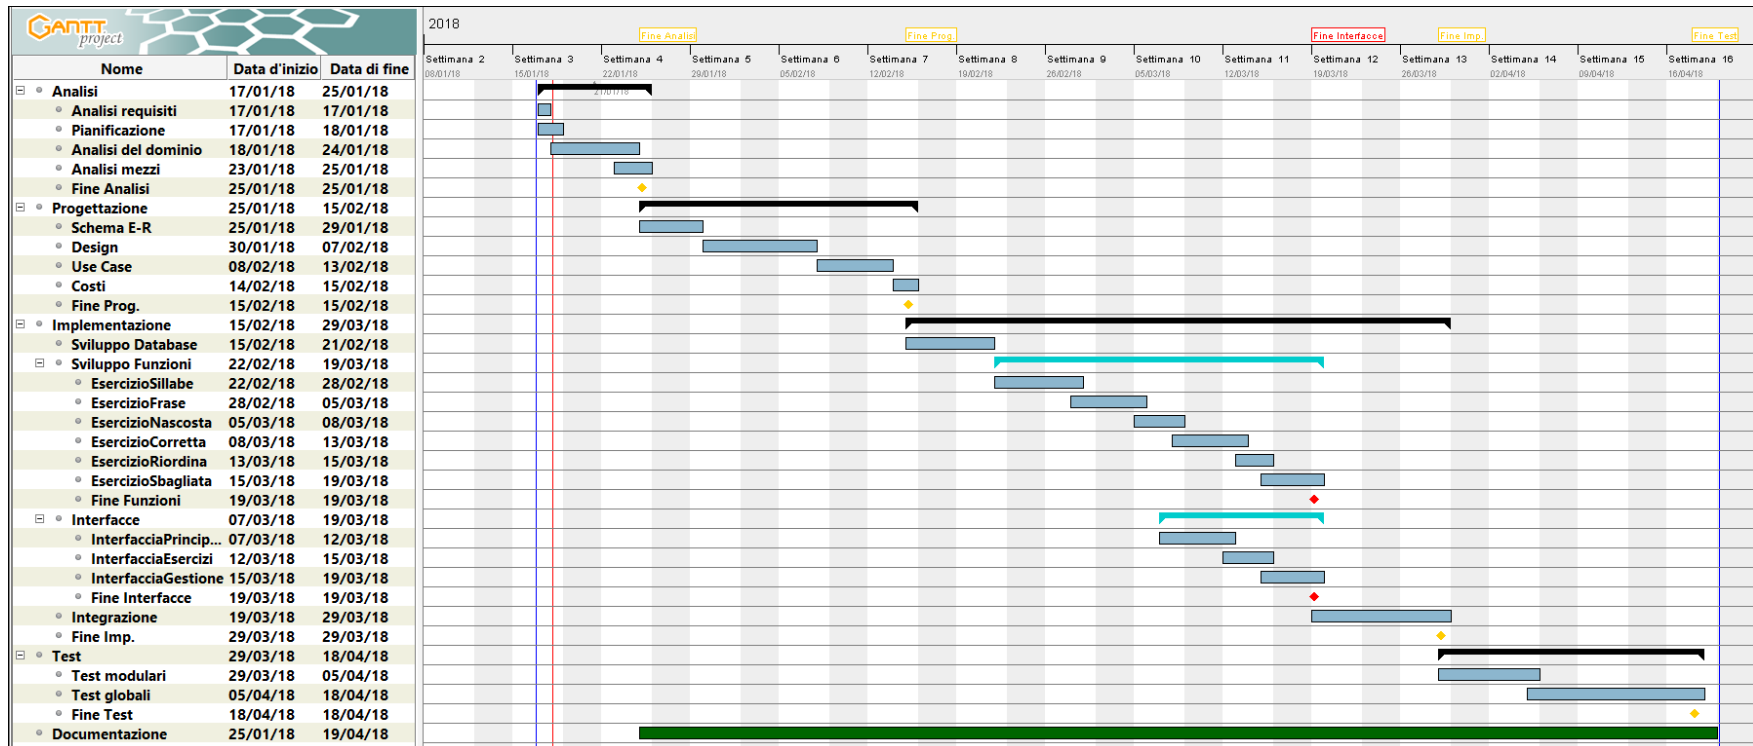 GANTT
project
2018
Fine Analisi
Fine Prog.
Fine Interfacce
Fine Imp.
Fine Test
Settimana 2 Settimana 3 Settimana 4 Settimana 5 Settimana 6 Settimana 7 Settimana 8 Settimana 9 Settimana 10 Settimana 11 Settimana 12 Settimana 13 Settimana 14 Settimana 15 Settimana 16
08/01/18 15/01/18 22/01/18 29/01/18 05/02/18 12/02/18 19/02/18 26/02/18 05/03/18 12/03/18 19/03/18 26/03/18 02/04/18 09/04/18 16/04/18
21/01/18
Nome Data d'inizio Data di fine
Analisi 17/01/18 25/01/18
Analisi requisiti 17/01/18 17/01/18
Pianificazione 17/01/18 18/01/18
Analisi del dominio 18/01/18 24/01/18
Analisi mezzi 23/01/18 25/01/18
Fine Analisi 25/01/18 25/01/18
Progettazione 25/01/18 15/02/18
Schema E-R 25/01/18 29/01/18
Design 30/01/18 07/02/18
Use Case 08/02/18 13/02/18
Costi 14/02/18 15/02/18
Fine Prog. 15/02/18 15/02/18
Implementazione 15/02/18 29/03/18
Sviluppo Database 15/02/18 21/02/18
Sviluppo Funzioni 22/02/18 19/03/18
EsercizioSillabe 22/02/18 28/02/18
EsercizioFrase 28/02/18 05/03/18
EsercizioNascosta 05/03/18 08/03/18
EsercizioCorretta 08/03/18 13/03/18
EsercizioRiordina 13/03/18 15/03/18
EsercizioSbagliata 15/03/18 19/03/18
Fine Funzioni 19/03/18 19/03/18
Interfacce 07/03/18 19/03/18
InterfacciaPrincip... 07/03/18 12/03/18
InterfacciaEsercizi 12/03/18 15/03/18
InterfacciaGestione 15/03/18 19/03/18
Fine Interfacce 19/03/18 19/03/18
Integrazione 19/03/18 29/03/18
Fine Imp. 29/03/18 29/03/18
Test 29/03/18 18/04/18
Test modulari 29/03/18 05/04/18
Test globali 05/04/18 18/04/18
Fine Test 18/04/18 18/04/18
Documentazione 25/01/18 19/04/18